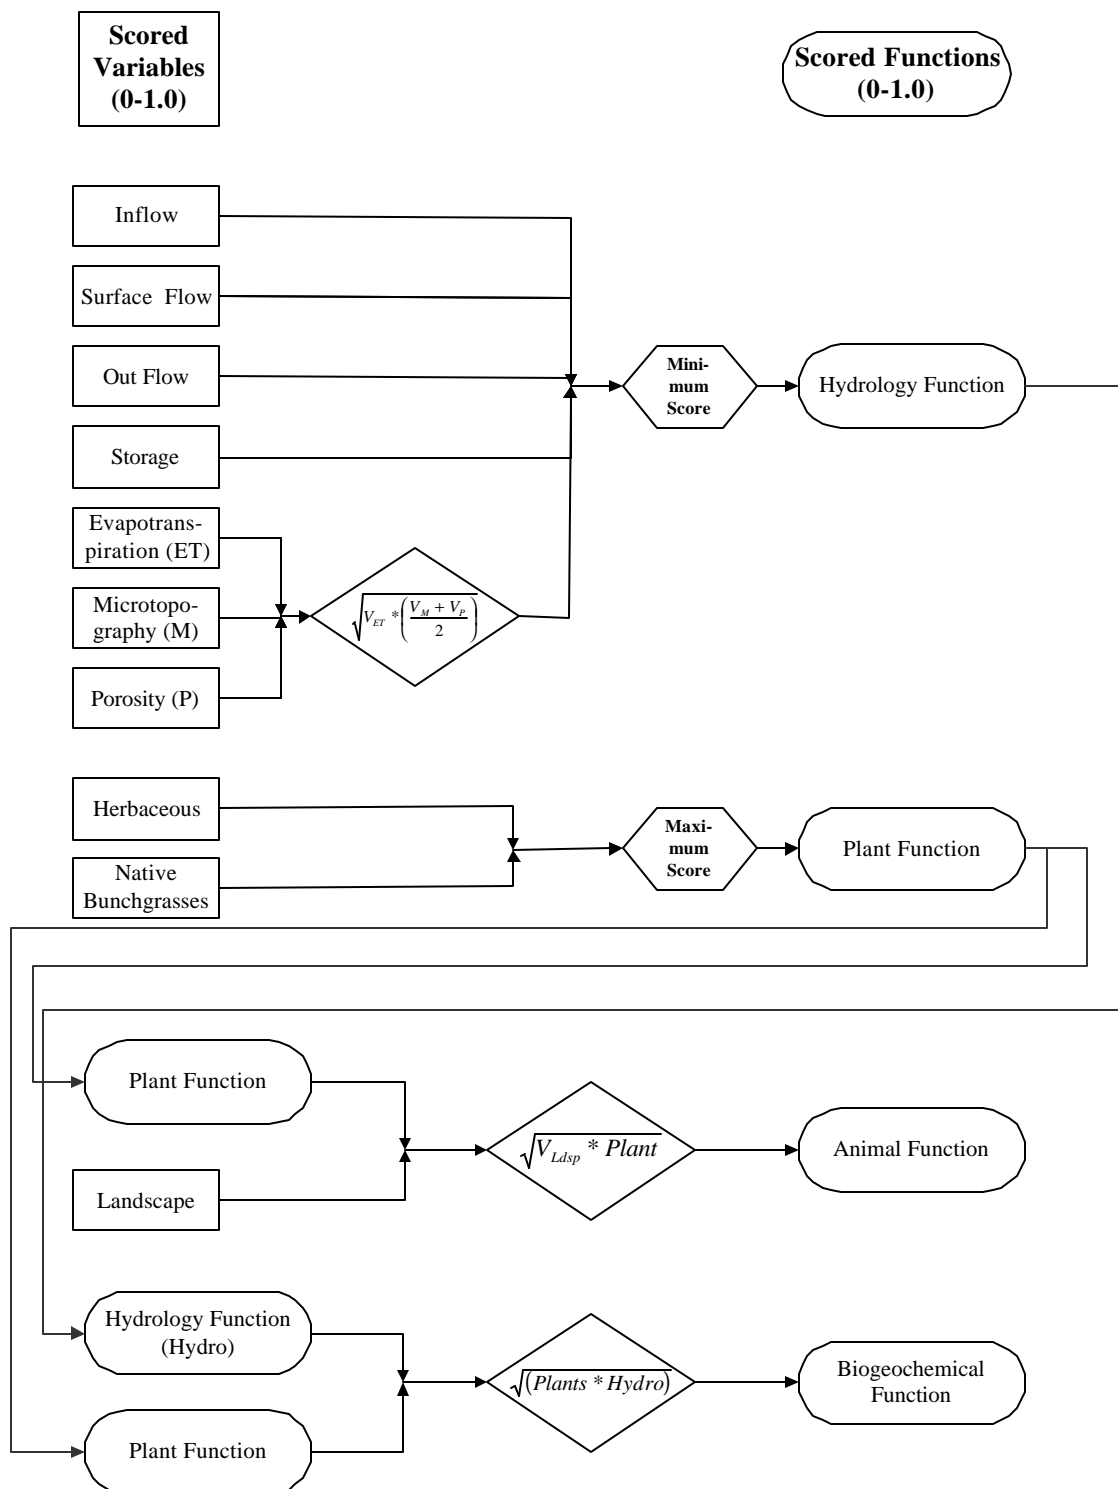 Scored
Variables
(0-1.0)
Scored Functions
(0-1.0)
Inflow
Surface Flow
Out Flow
Storage
Evapotrans-
piration (ET)
Microtopo-
graphy (M)
Porosity (P)
√(V_ET * ((V_M + V_P) / 2))
Mini-
mum
Score
Hydrology Function
Herbaceous
Native
Bunchgrasses
Maxi-
mum
Score
Plant Function
Plant Function
Landscape
√(V_Ldsp * Plant)
Animal Function
Hydrology Function
(Hydro)
Plant Function
√(Plants * Hydro)
Biogeochemical
Function